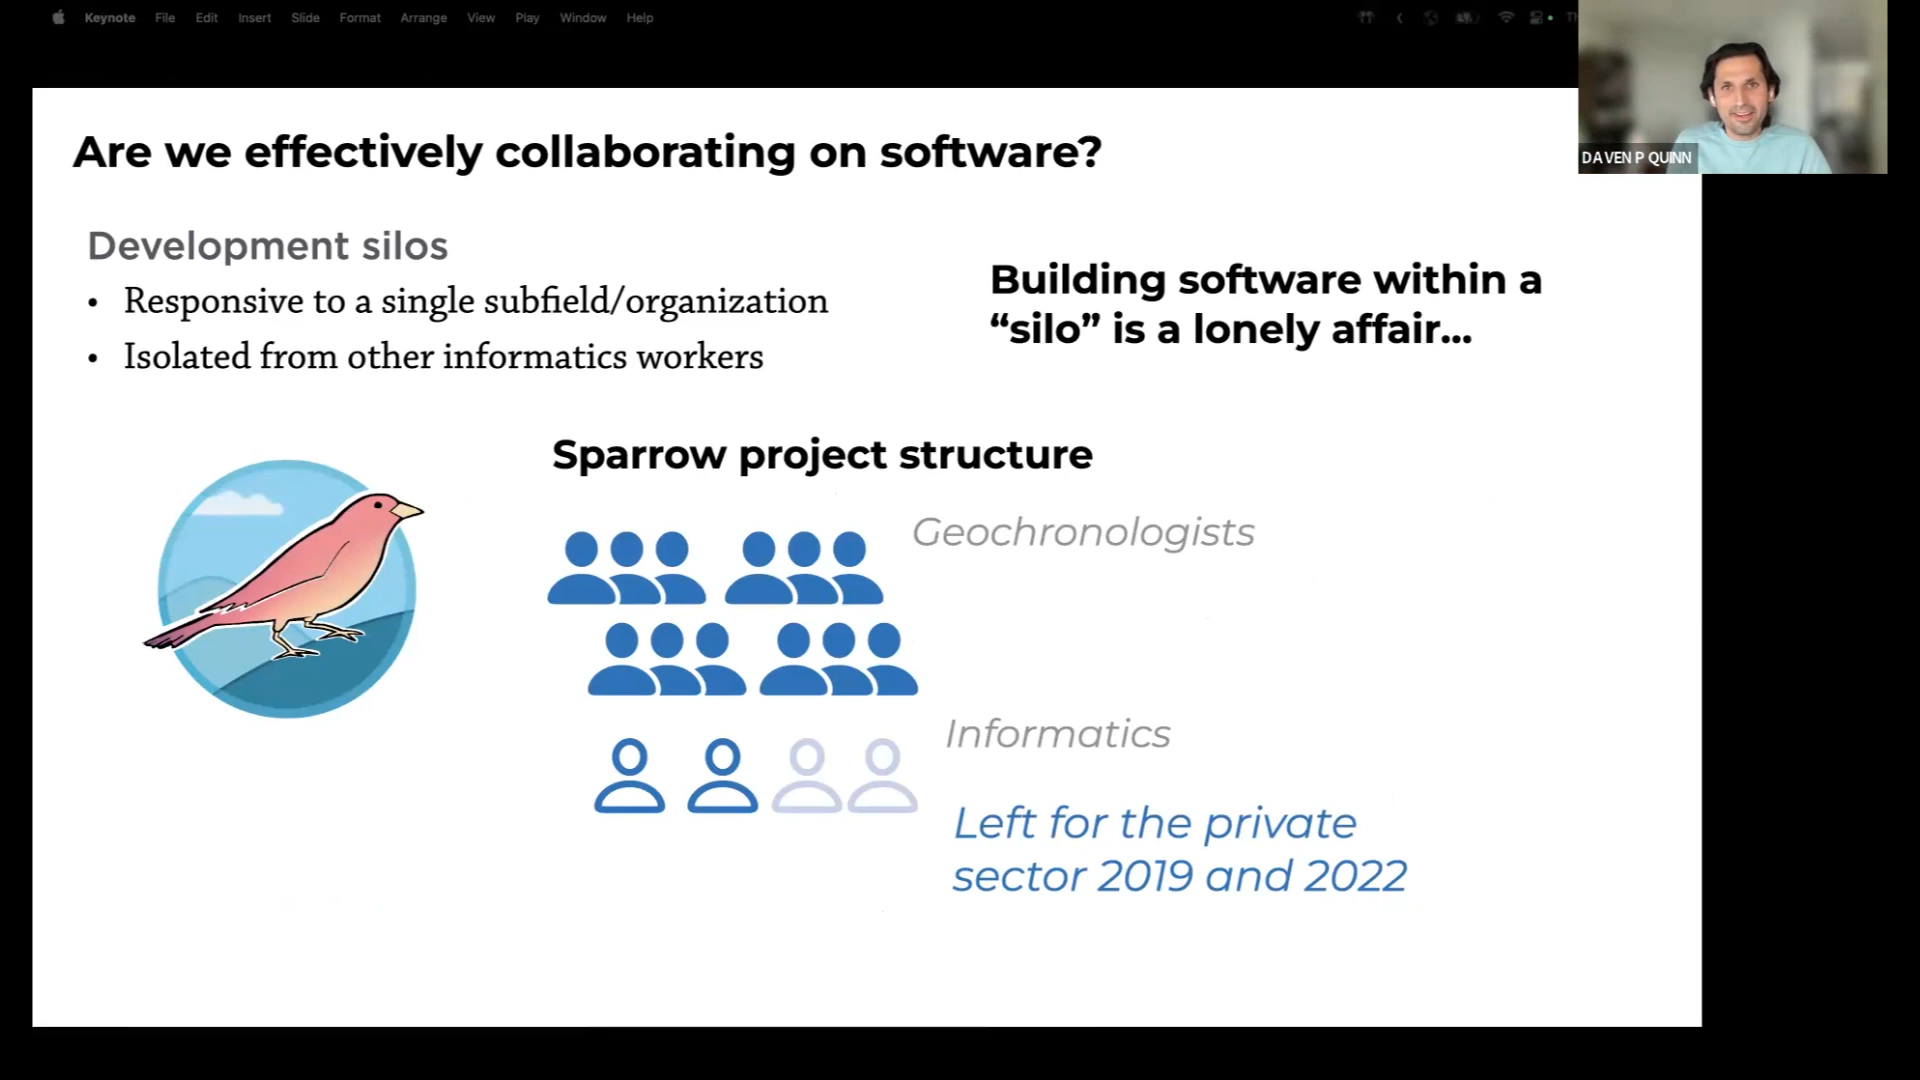 Keynote File Edit Insert Slide Format Arrange View Play Window Help
DAVEN P QUINN
Are we effectively collaborating on software?
Development silos
• Responsive to a single subfield/organization
• Isolated from other informatics workers
Building software within a
“silo” is a lonely affair...
Sparrow project structure
Geochronologists
Informatics
Left for the private
sector 2019 and 2022